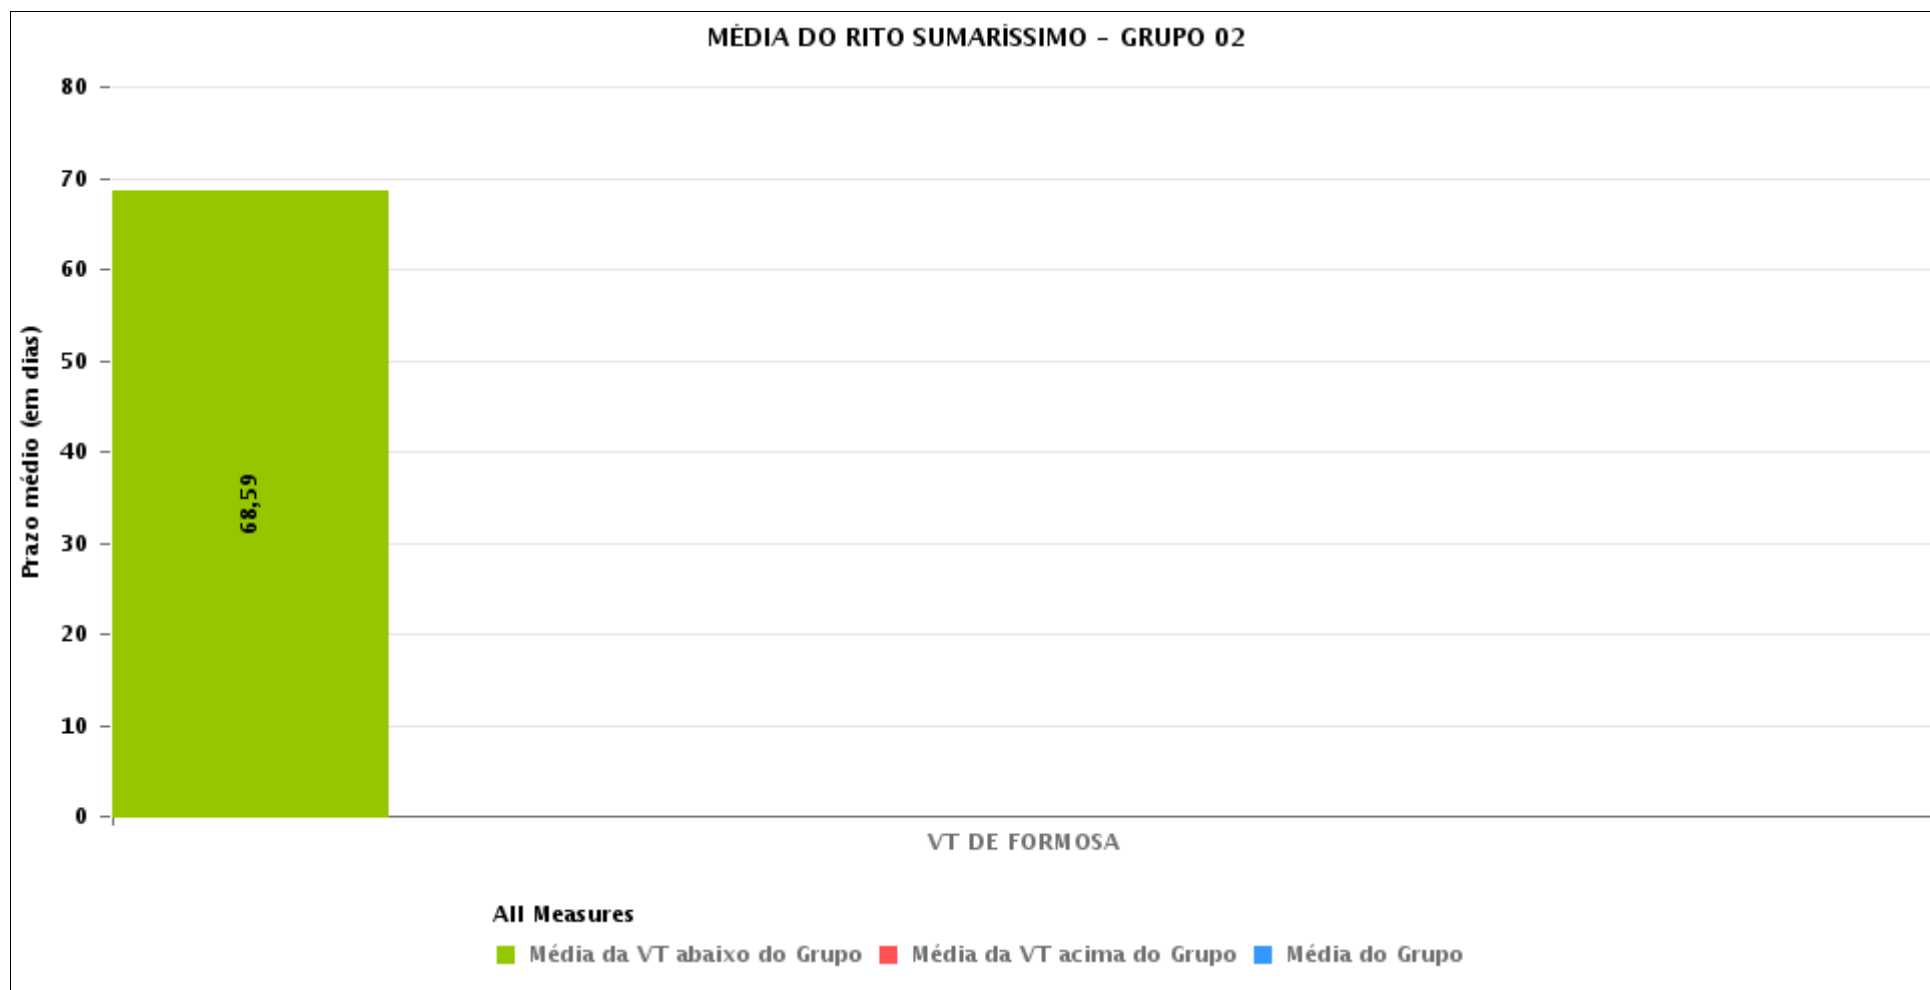 MÉDIA DO RITO SUMARÍSSIMO - GRUPO 02
80
70
60
50
40
30
20
10
0
Prazo médio (em dias)
68,59
VT DE FORMOSA
All Measures
Média da VT abaixo do Grupo Média da VT acima do Grupo Média do Grupo